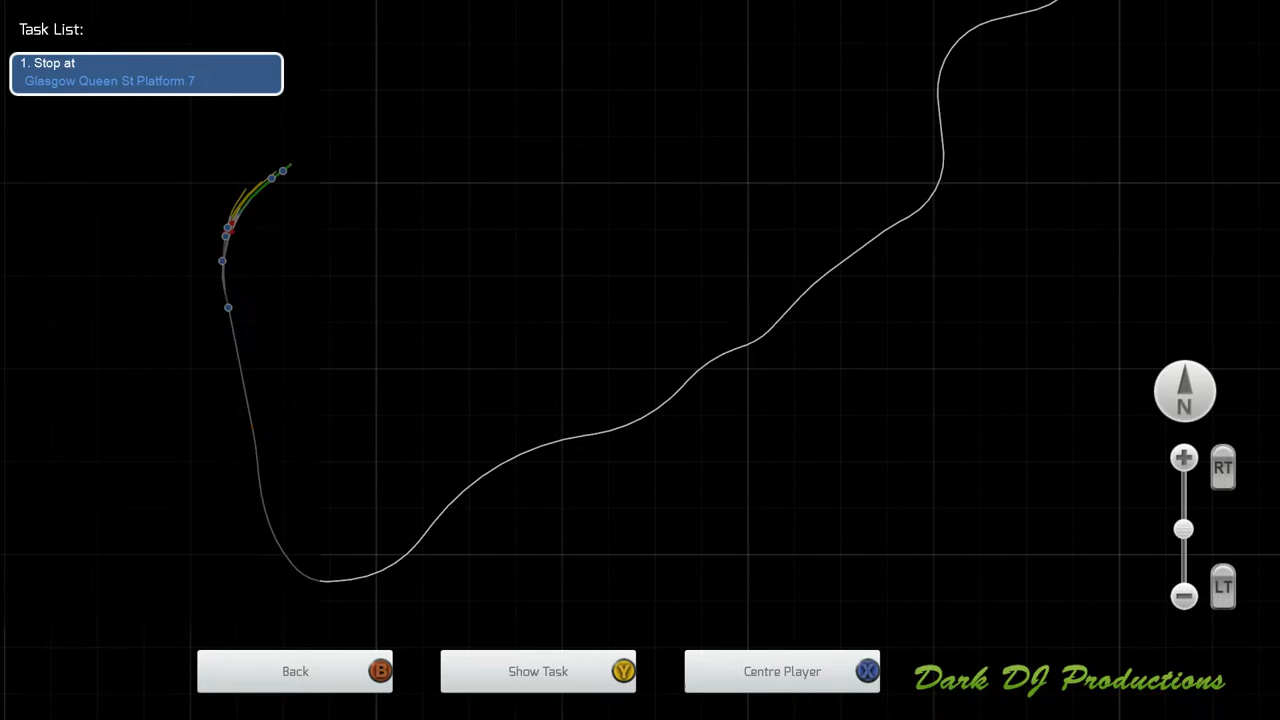 Task List:
1. Stop at
Glasgow Queen St Platform 7
N
RT
LT
Back B
Show Task Y
Centre Player X
Dark DJ Productions